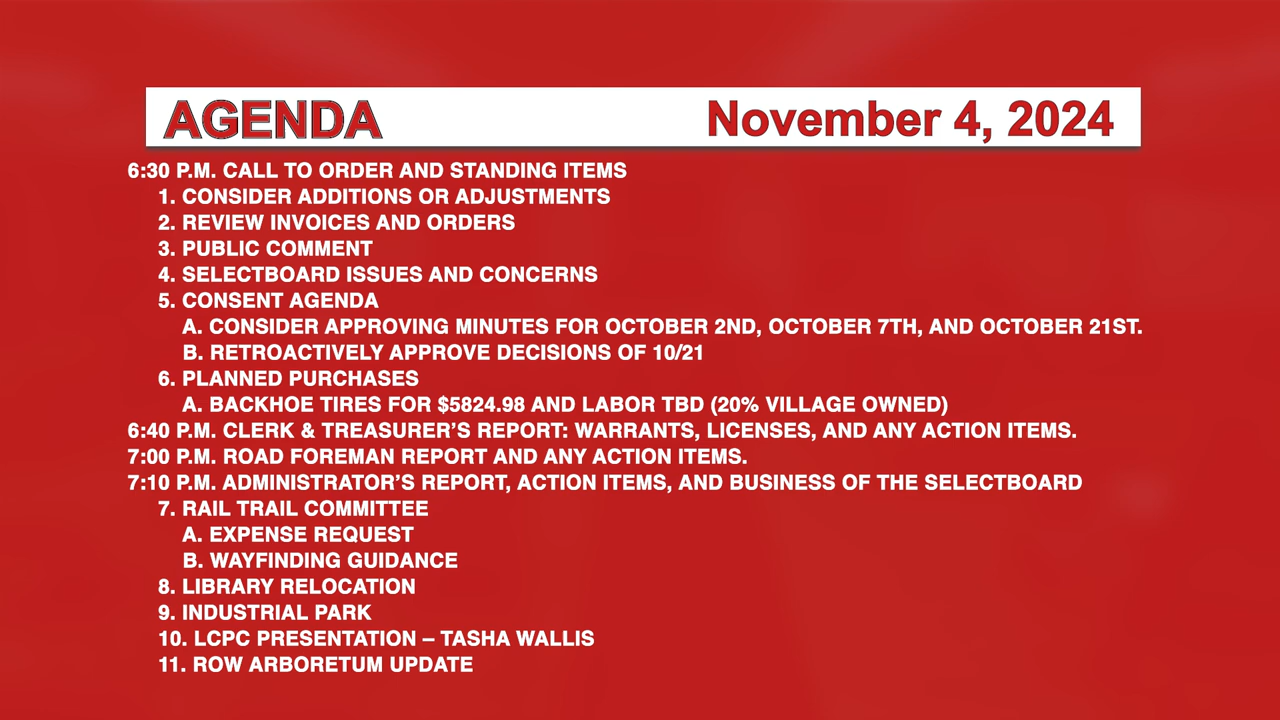 AGENDA November 4, 2024
6:30 P.M. CALL TO ORDER AND STANDING ITEMS
1. CONSIDER ADDITIONS OR ADJUSTMENTS
2. REVIEW INVOICES AND ORDERS
3. PUBLIC COMMENT
4. SELECTBOARD ISSUES AND CONCERNS
5. CONSENT AGENDA
A. CONSIDER APPROVING MINUTES FOR OCTOBER 2ND, OCTOBER 7TH, AND OCTOBER 21ST.
B. RETROACTIVELY APPROVE DECISIONS OF 10/21
6. PLANNED PURCHASES
A. BACKHOE TIRES FOR $5824.98 AND LABOR TBD (20% VILLAGE OWNED)
6:40 P.M. CLERK & TREASURER’S REPORT: WARRANTS, LICENSES, AND ANY ACTION ITEMS.
7:00 P.M. ROAD FOREMAN REPORT AND ANY ACTION ITEMS.
7:10 P.M. ADMINISTRATOR’S REPORT, ACTION ITEMS, AND BUSINESS OF THE SELECTBOARD
7. RAIL TRAIL COMMITTEE
A. EXPENSE REQUEST
B. WAYFINDING GUIDANCE
8. LIBRARY RELOCATION
9. INDUSTRIAL PARK
10. LCPC PRESENTATION – TASHA WALLIS
11. ROW ARBORETUM UPDATE